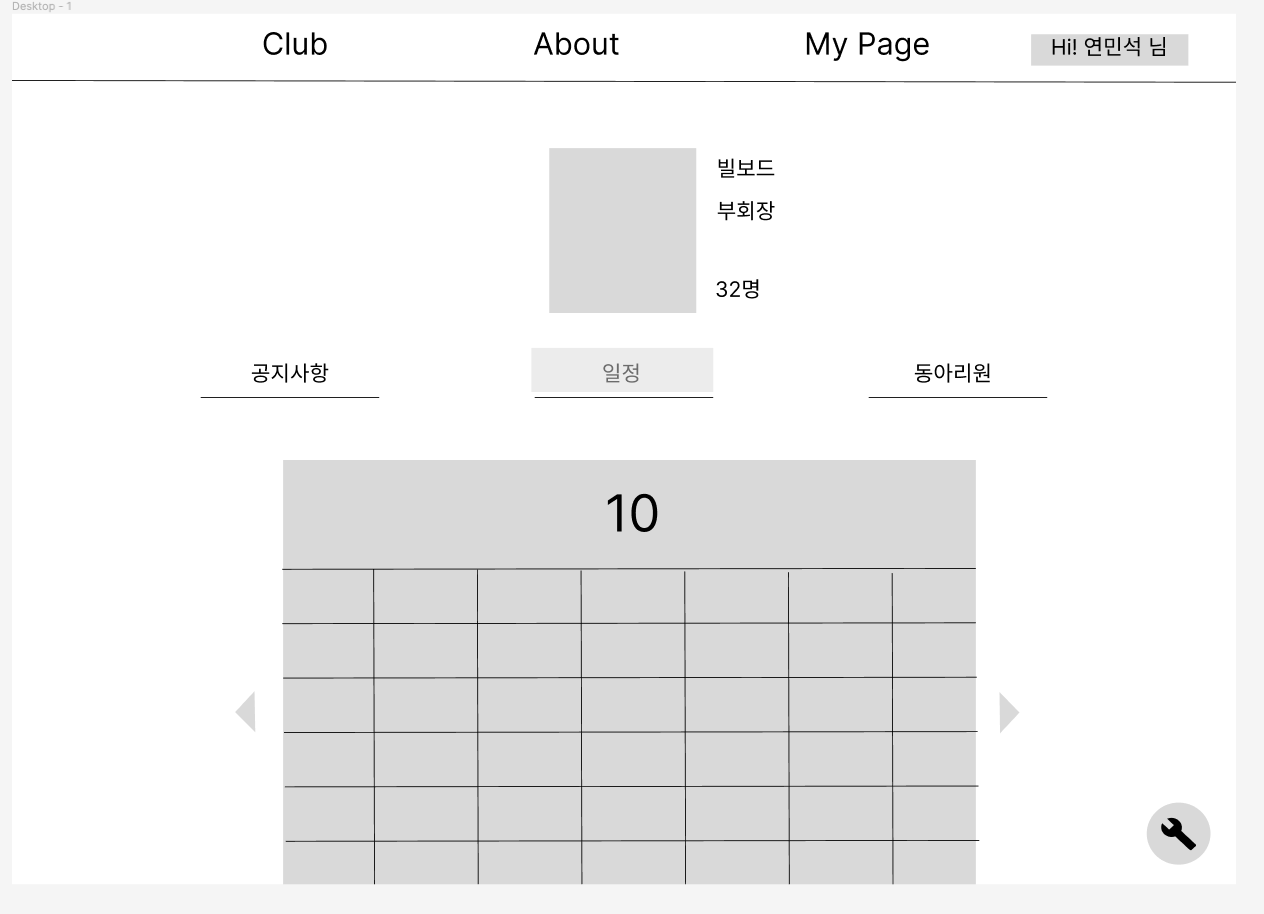 Desktop - 1
Club
About
My Page
Hi! 연민석 님
빌보드
부회장
32명
공지사항
일정
동아리원
10